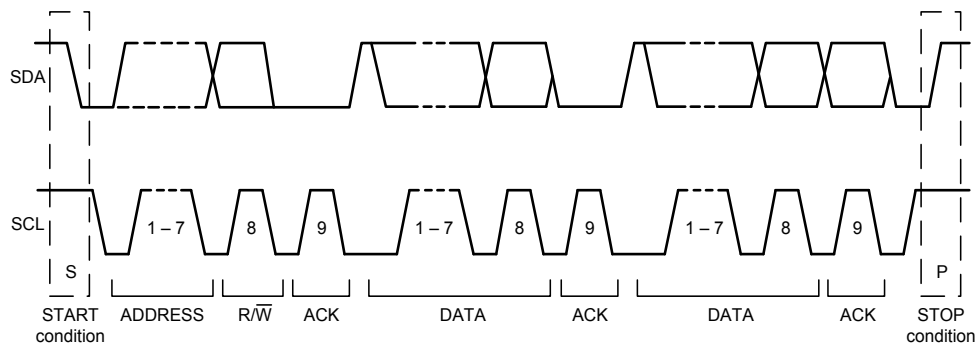 SDA
SCL
1 – 7 8 9 1 – 7 8 9 1 – 7 8 9
S P
START condition ADDRESS R/W̅ ACK DATA ACK DATA ACK STOP condition